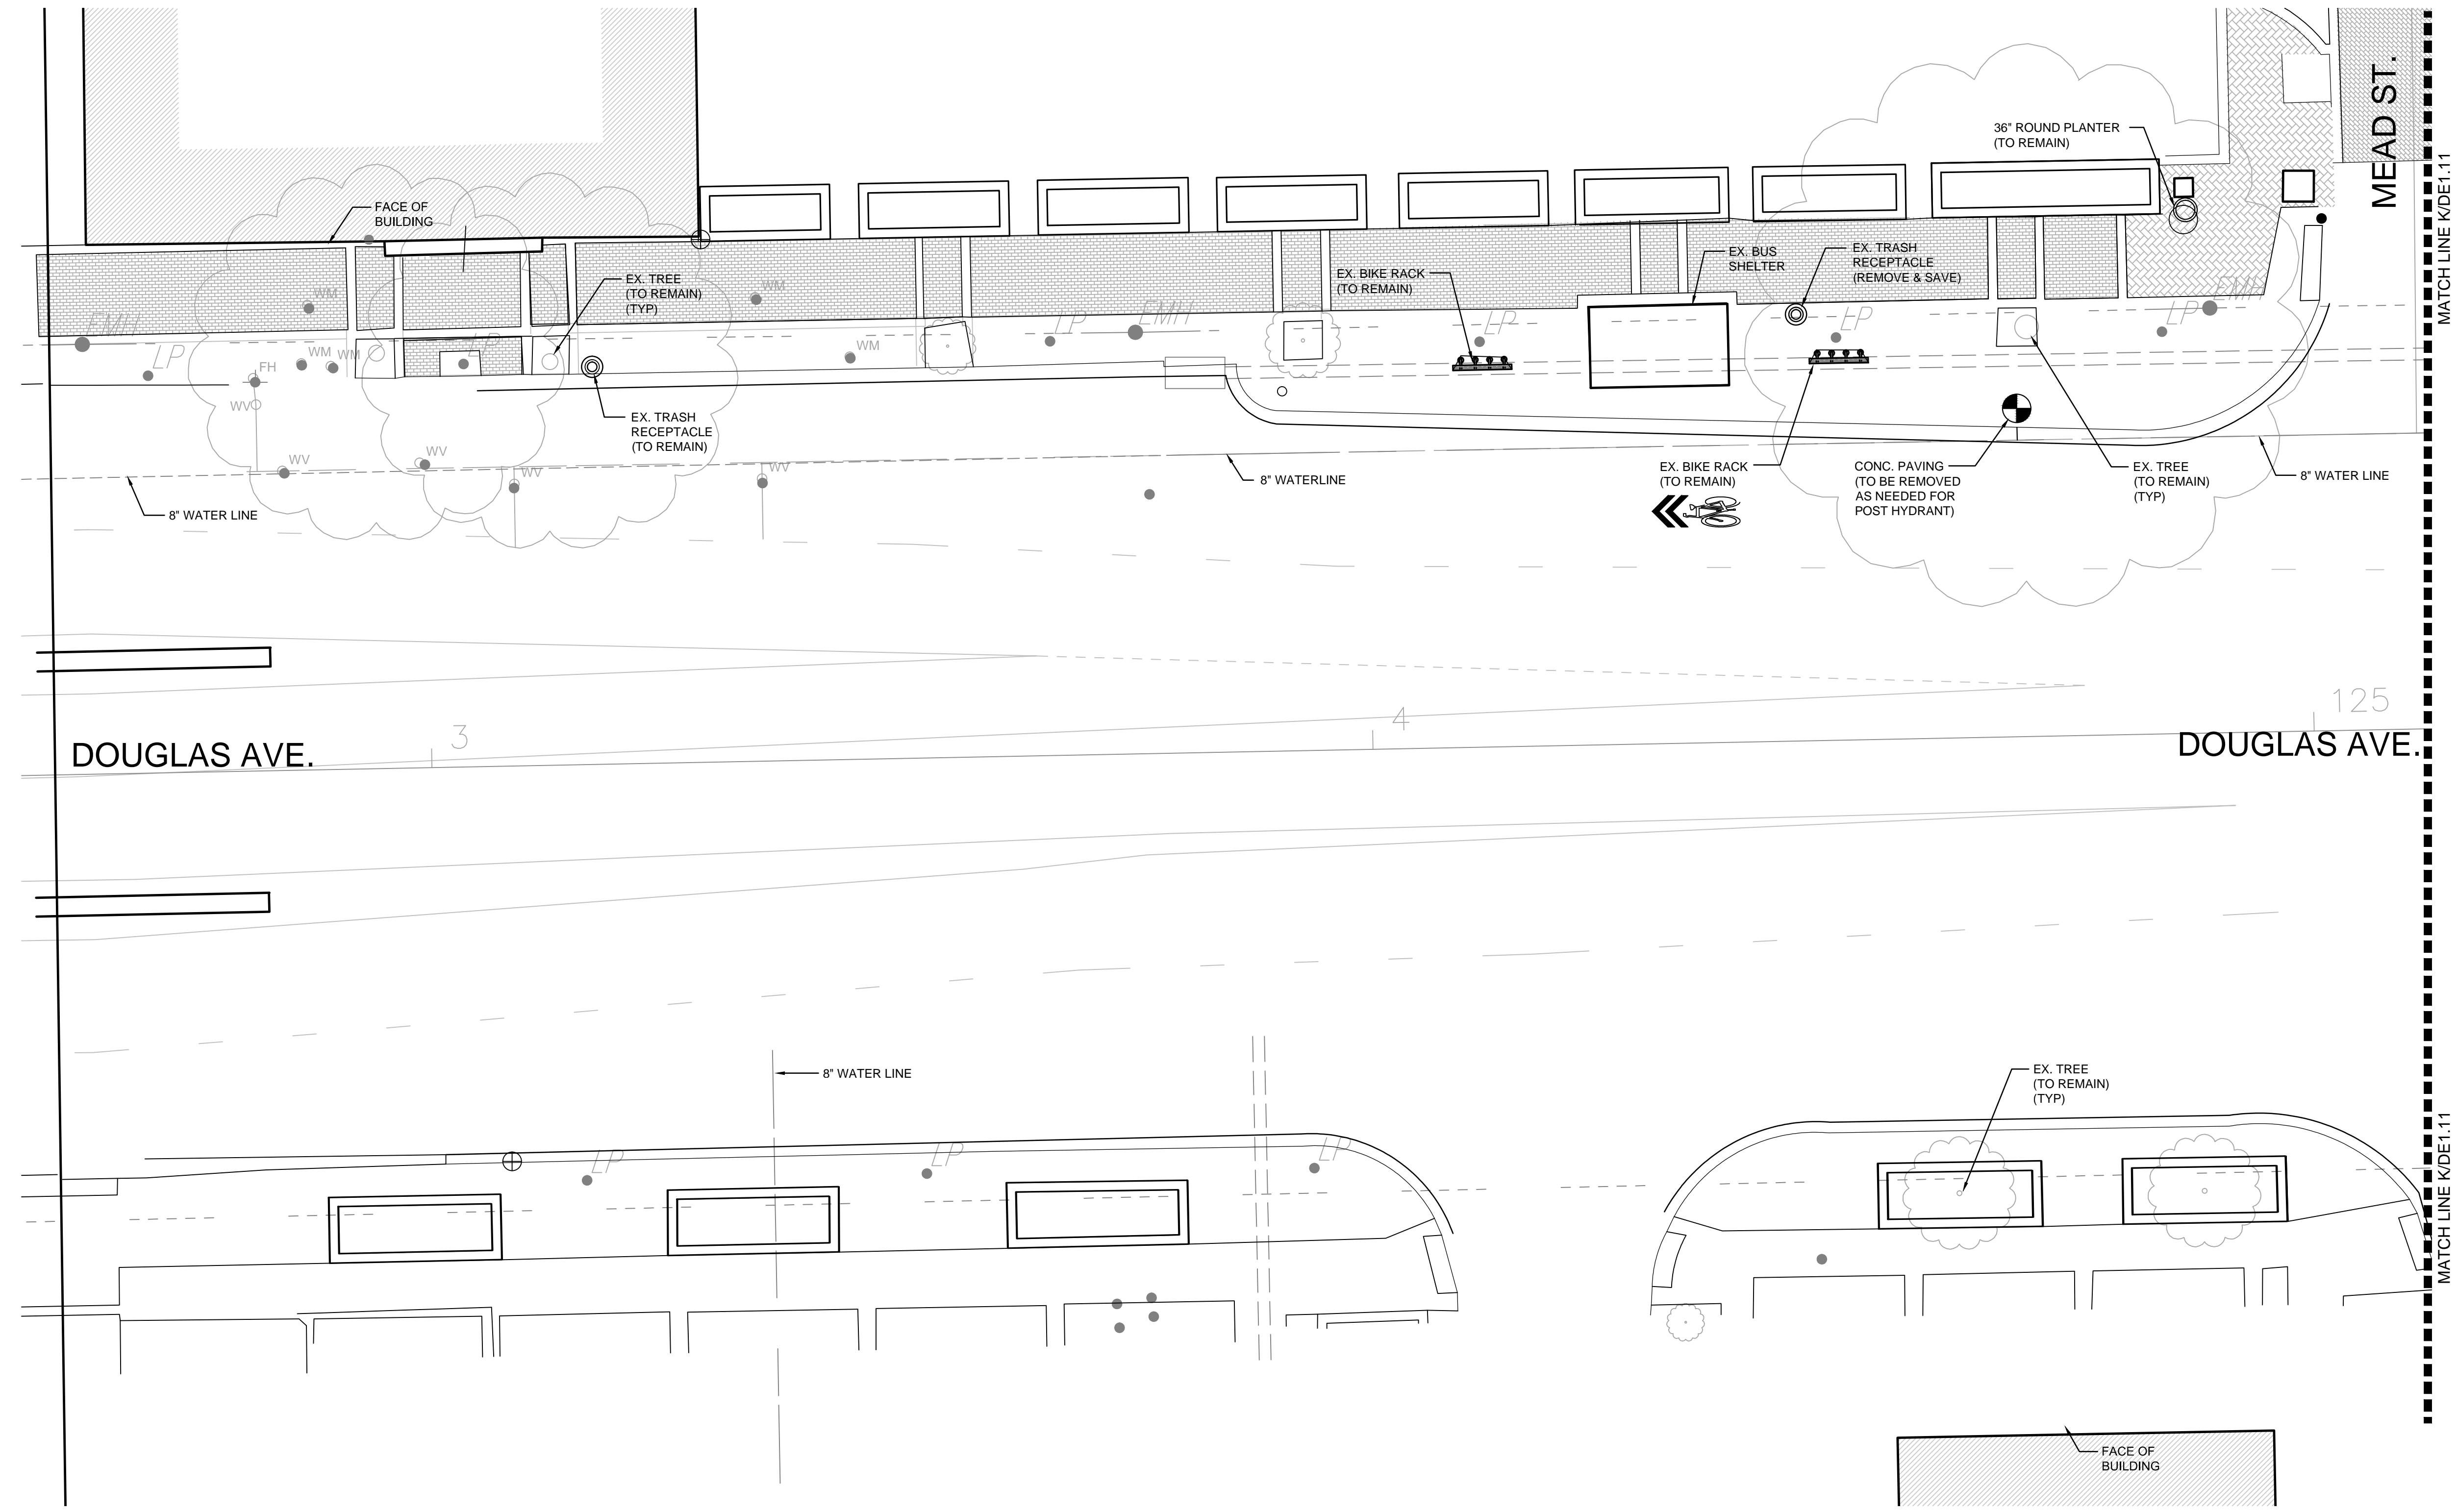 MEAD ST.
MATCH LINE K/DE1.11
36" ROUND PLANTER
(TO REMAIN)
FACE OF
BUILDING
EX. TREE
(TO REMAIN)
(TYP)
EX. BIKE RACK
(TO REMAIN)
EX. BUS
SHELTER
EX. TRASH
RECEPTACLE
(REMOVE & SAVE)
WM
WM
EMH
EMH
EMH
LP
LP
LP
LP
LP
LP
WM
WM
WM
FH
WV
WV
WV
WV
WV
EX. TRASH
RECEPTACLE
(TO REMAIN)
8" WATER LINE
8" WATERLINE
EX. BIKE RACK
(TO REMAIN)
CONC. PAVING
(TO BE REMOVED
AS NEEDED FOR
POST HYDRANT)
EX. TREE
(TO REMAIN)
(TYP)
8" WATER LINE
3
4
125
DOUGLAS AVE.
DOUGLAS AVE.
8" WATER LINE
EX. TREE
(TO REMAIN)
(TYP)
LP
LP
LP
MATCH LINE K/DE1.11
FACE OF
BUILDING